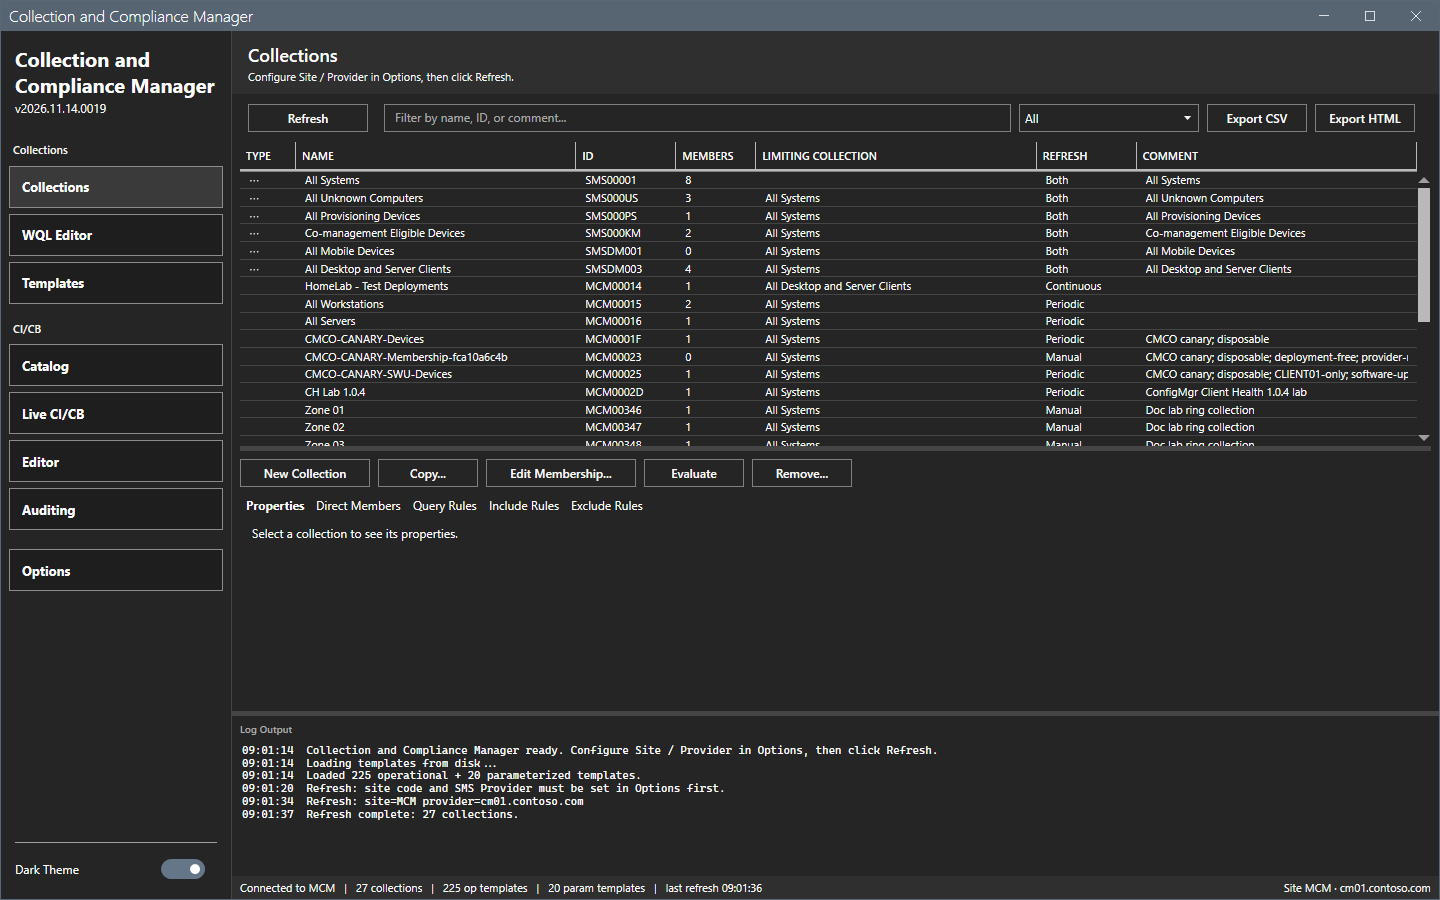 Collection and Compliance Manager
Collection and
Compliance Manager
v2026.11.14.0019
Collections
Collections
WQL Editor
Templates
CI/CB
Catalog
Live CI/CB
Editor
Auditing
Options
Dark Theme
Collections
Configure Site / Provider in Options, then click Refresh.
Refresh
Filter by name, ID, or comment...
All
Export CSV
Export HTML
TYPE NAME ID MEMBERS LIMITING COLLECTION REFRESH COMMENT
... All Systems SMS00001 8 Both All Systems
... All Unknown Computers SMS000US 3 All Systems Both All Unknown Computers
... All Provisioning Devices SMS000PS 1 All Systems Both All Provisioning Devices
... Co-management Eligible Devices SMS000KM 2 All Systems Both Co-management Eligible Devices
... All Mobile Devices SMSDM001 0 All Systems Both All Mobile Devices
... All Desktop and Server Clients SMSDM003 4 All Systems Both All Desktop and Server Clients
HomeLab - Test Deployments MCM00014 1 All Desktop and Server Clients Continuous
All Workstations MCM00015 2 All Systems Periodic
All Servers MCM00016 1 All Systems Periodic
CMCO-CANARY-Devices MCM0001F 1 All Systems Periodic CMCO canary; disposable
CMCO-CANARY-Membership-fca10a6c4b MCM00023 0 All Systems Manual CMCO canary; disposable; deployment-free; provider-
CMCO-CANARY-SWU-Devices MCM00025 1 All Systems Periodic CMCO canary; disposable; CLIENT01-only; software-up
CH Lab 1.0.4 MCM0002D 1 All Systems Periodic ConfigMgr Client Health 1.0.4 lab
Zone 01 MCM00346 1 All Systems Manual Doc lab ring collection
Zone 02 MCM00347 1 All Systems Manual Doc lab ring collection
Zone 03 MCM00348 1 All Systems Manual Doc lab ring collection
New Collection
Copy...
Edit Membership...
Evaluate
Remove...
Properties Direct Members Query Rules Include Rules Exclude Rules
Select a collection to see its properties.
Log Output
09:01:14 Collection and Compliance Manager ready. Configure Site / Provider in Options, then click Refresh.
09:01:14 Loading templates from disk...
09:01:14 Loaded 225 operational + 20 parameterized templates.
09:01:20 Refresh: site code and SMS Provider must be set in Options first.
09:01:34 Refresh: site=MCM provider=cm01.contoso.com
09:01:37 Refresh complete: 27 collections.
Connected to MCM | 27 collections | 225 op templates | 20 param templates | last refresh 09:01:36
Site MCM · cm01.contoso.com